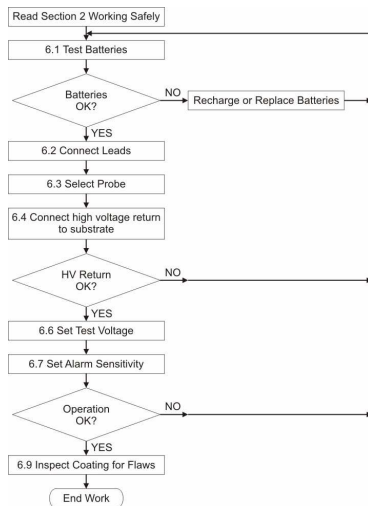 Read Section 2 Working Safely
6.1 Test Batteries
Batteries
OK?
NO
Recharge or Replace Batteries
YES
6.2 Connect Leads
6.3 Select Probe
6.4 Connect high voltage return
to substrate
HV Return
OK?
NO
YES
6.6 Set Test Voltage
6.7 Set Alarm Sensitivity
Operation
OK?
NO
YES
6.9 Inspect Coating for Flaws
End Work